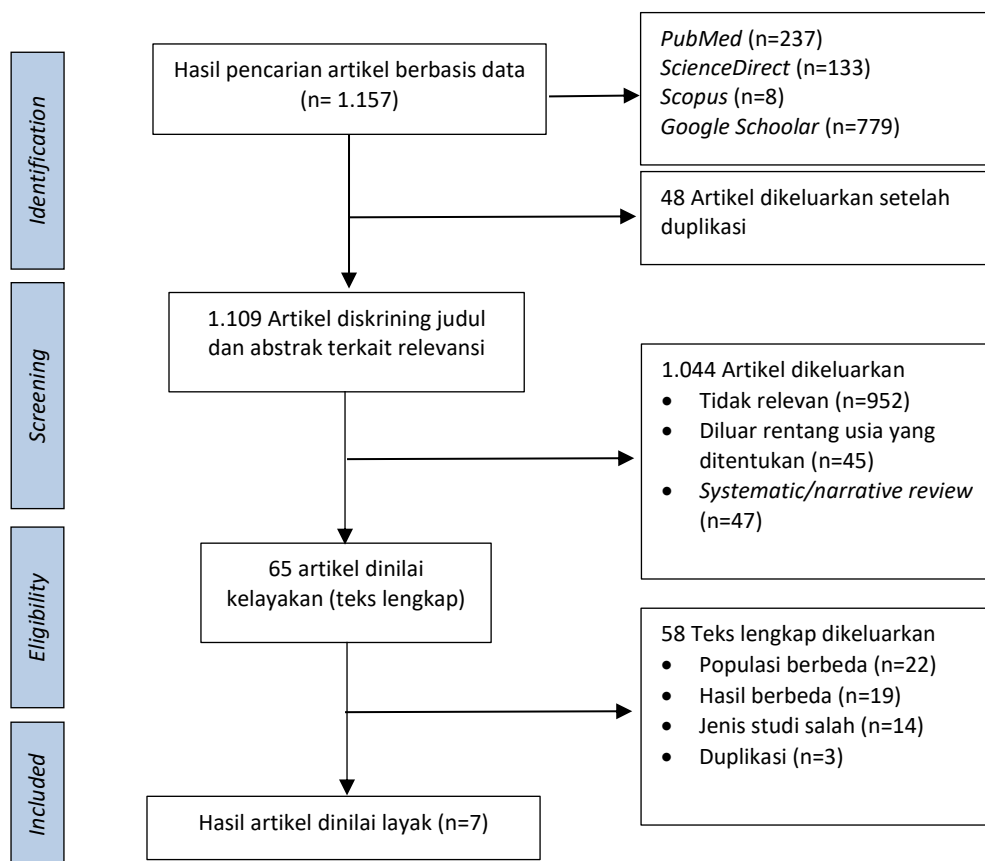 Identification
Hasil pencarian artikel berbasis data
(n= 1.157)
PubMed (n=237)
ScienceDirect (n=133)
Scopus (n=8)
Google Schoolar (n=779)
48 Artikel dikeluarkan setelah
duplikasi
Screening
1.109 Artikel diskrining judul
dan abstrak terkait relevansi
1.044 Artikel dikeluarkan
• Tidak relevan (n=952)
• Diluar rentang usia yang
ditentukan (n=45)
• Systematic/narrative review
(n=47)
Eligibility
65 artikel dinilai
kelayakan (teks lengkap)
58 Teks lengkap dikeluarkan
• Populasi berbeda (n=22)
• Hasil berbeda (n=19)
• Jenis studi salah (n=14)
• Duplikasi (n=3)
Included
Hasil artikel dinilai layak (n=7)